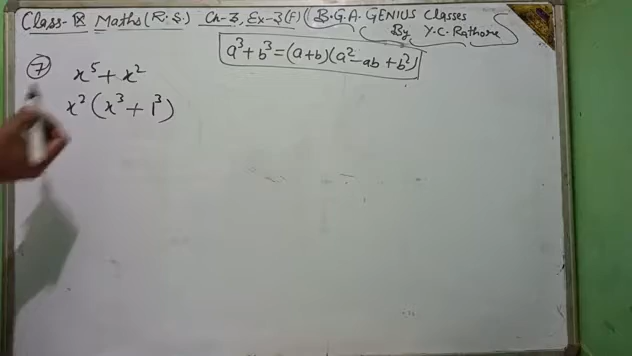 Class-IX Maths (R.S.) Ch-3, Ex-3(F) (B.G.A. GENIUS Classes
By Y.C. Rathore
a³+b³=(a+b)(a²-ab+b²)
7 x⁵+x²
x²(x³+1³)